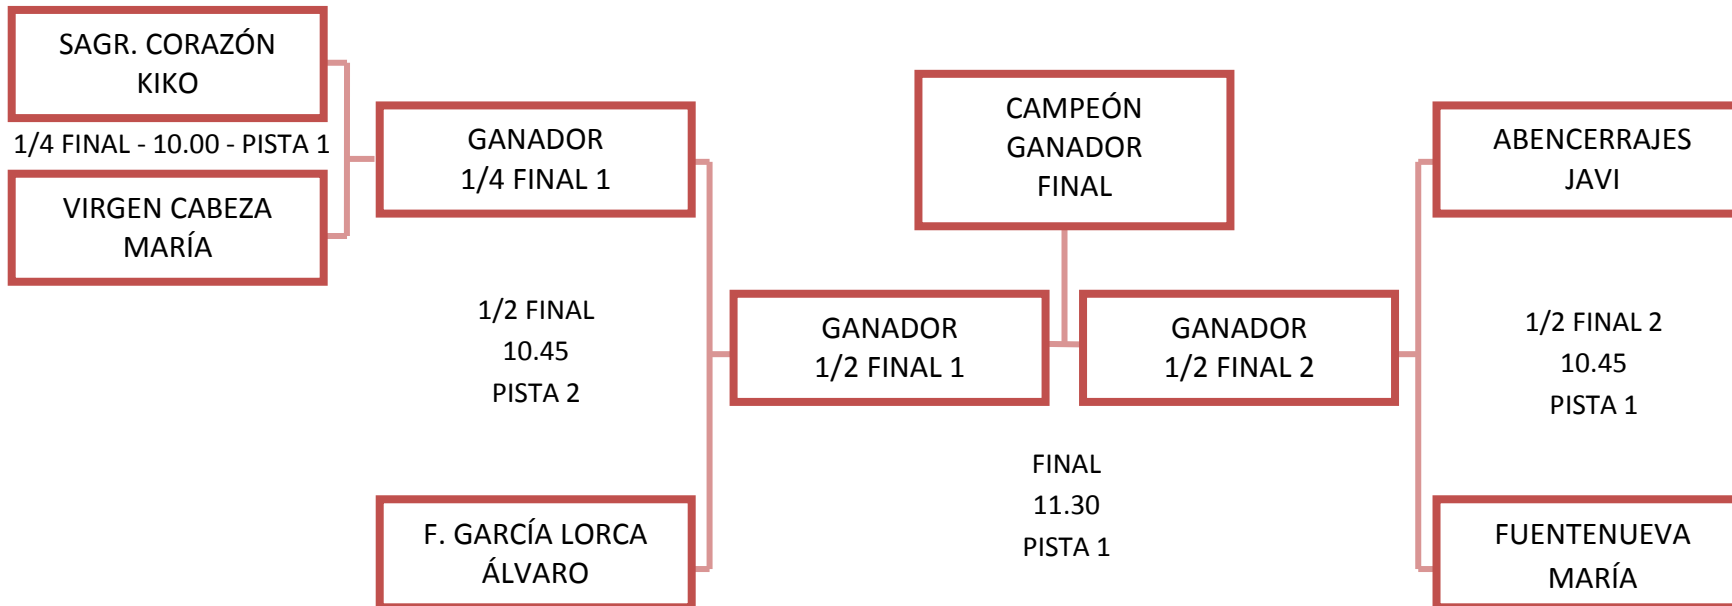 SAGR. CORAZÓN
KIKO
1/4 FINAL - 10.00 - PISTA 1
VIRGEN CABEZA
MARÍA
GANADOR
1/4 FINAL 1
1/2 FINAL
10.45
PISTA 2
F. GARCÍA LORCA
ÁLVARO
GANADOR
1/2 FINAL 1
CAMPEÓN
GANADOR
FINAL
FINAL
11.30
PISTA 1
GANADOR
1/2 FINAL 2
ABENCERRAJES
JAVI
1/2 FINAL 2
10.45
PISTA 1
FUENTENUEVA
MARÍA